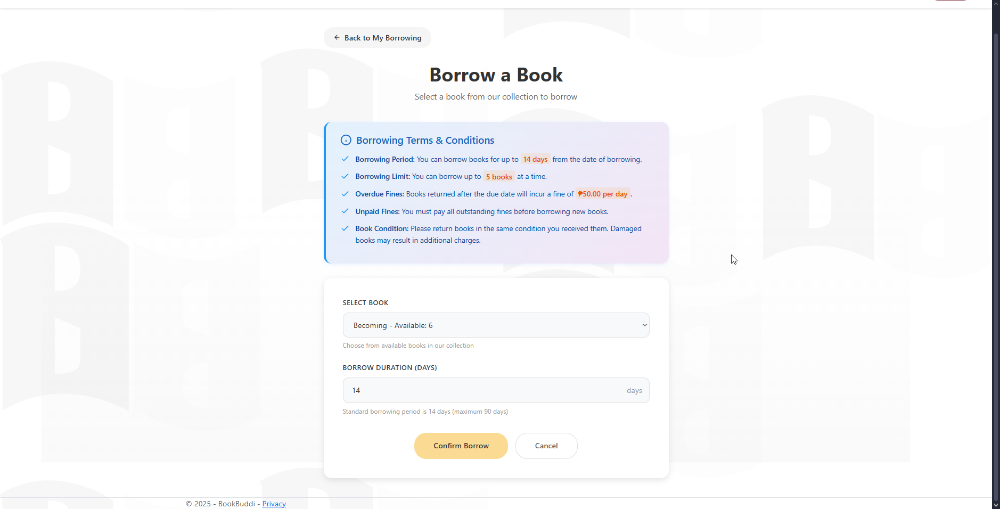 Back to My Borrowing
Borrow a Book
Select a book from our collection to borrow
Borrowing Terms & Conditions
Borrowing Period: You can borrow books for up to 14 days from the date of borrowing.
Borrowing Limit: You can borrow up to 5 books at a time.
Overdue Fines: Books returned after the due date will incur a fine of ₱50.00 per day .
Unpaid Fines: You must pay all outstanding fines before borrowing new books.
Book Condition: Please return books in the same condition you received them. Damaged
books may result in additional charges.
SELECT BOOK
Becoming - Available: 6
Choose from available books in our collection
BORROW DURATION (DAYS)
14 days
Standard borrowing period is 14 days (maximum 90 days)
Confirm Borrow Cancel
© 2025 - BookBuddi - Privacy